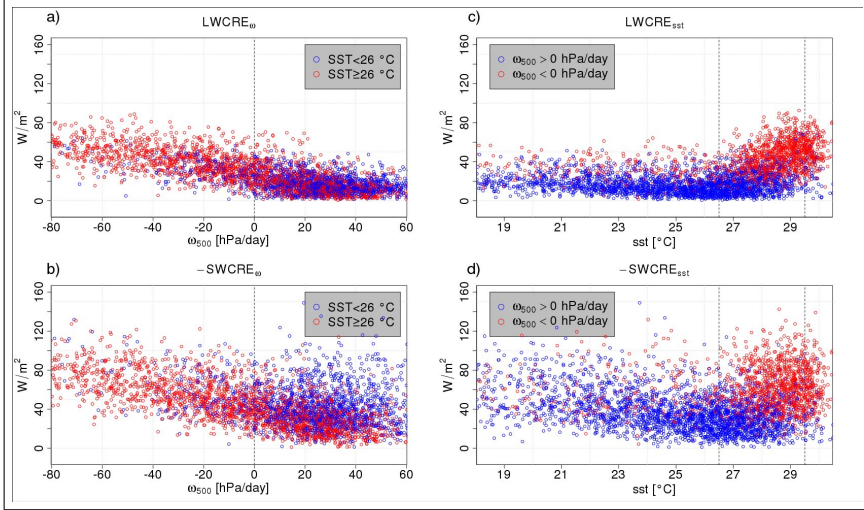 a)
LWCREω
SST<26 °C
SST≥26 °C
W/m²
160
120
80
40
0
-80 -60 -40 -20 0 20 40 60
ω500 [hPa/day]
c)
LWCREsst
ω500 > 0 hPa/day
ω500 < 0 hPa/day
W/m²
160
120
80
40
0
19 21 23 25 27 29
sst [°C]
b)
−SWCREω
SST<26 °C
SST≥26 °C
W/m²
160
120
80
40
0
-80 -60 -40 -20 0 20 40 60
ω500 [hPa/day]
d)
−SWCREsst
ω500 > 0 hPa/day
ω500 < 0 hPa/day
W/m²
160
120
80
40
0
19 21 23 25 27 29
sst [°C]